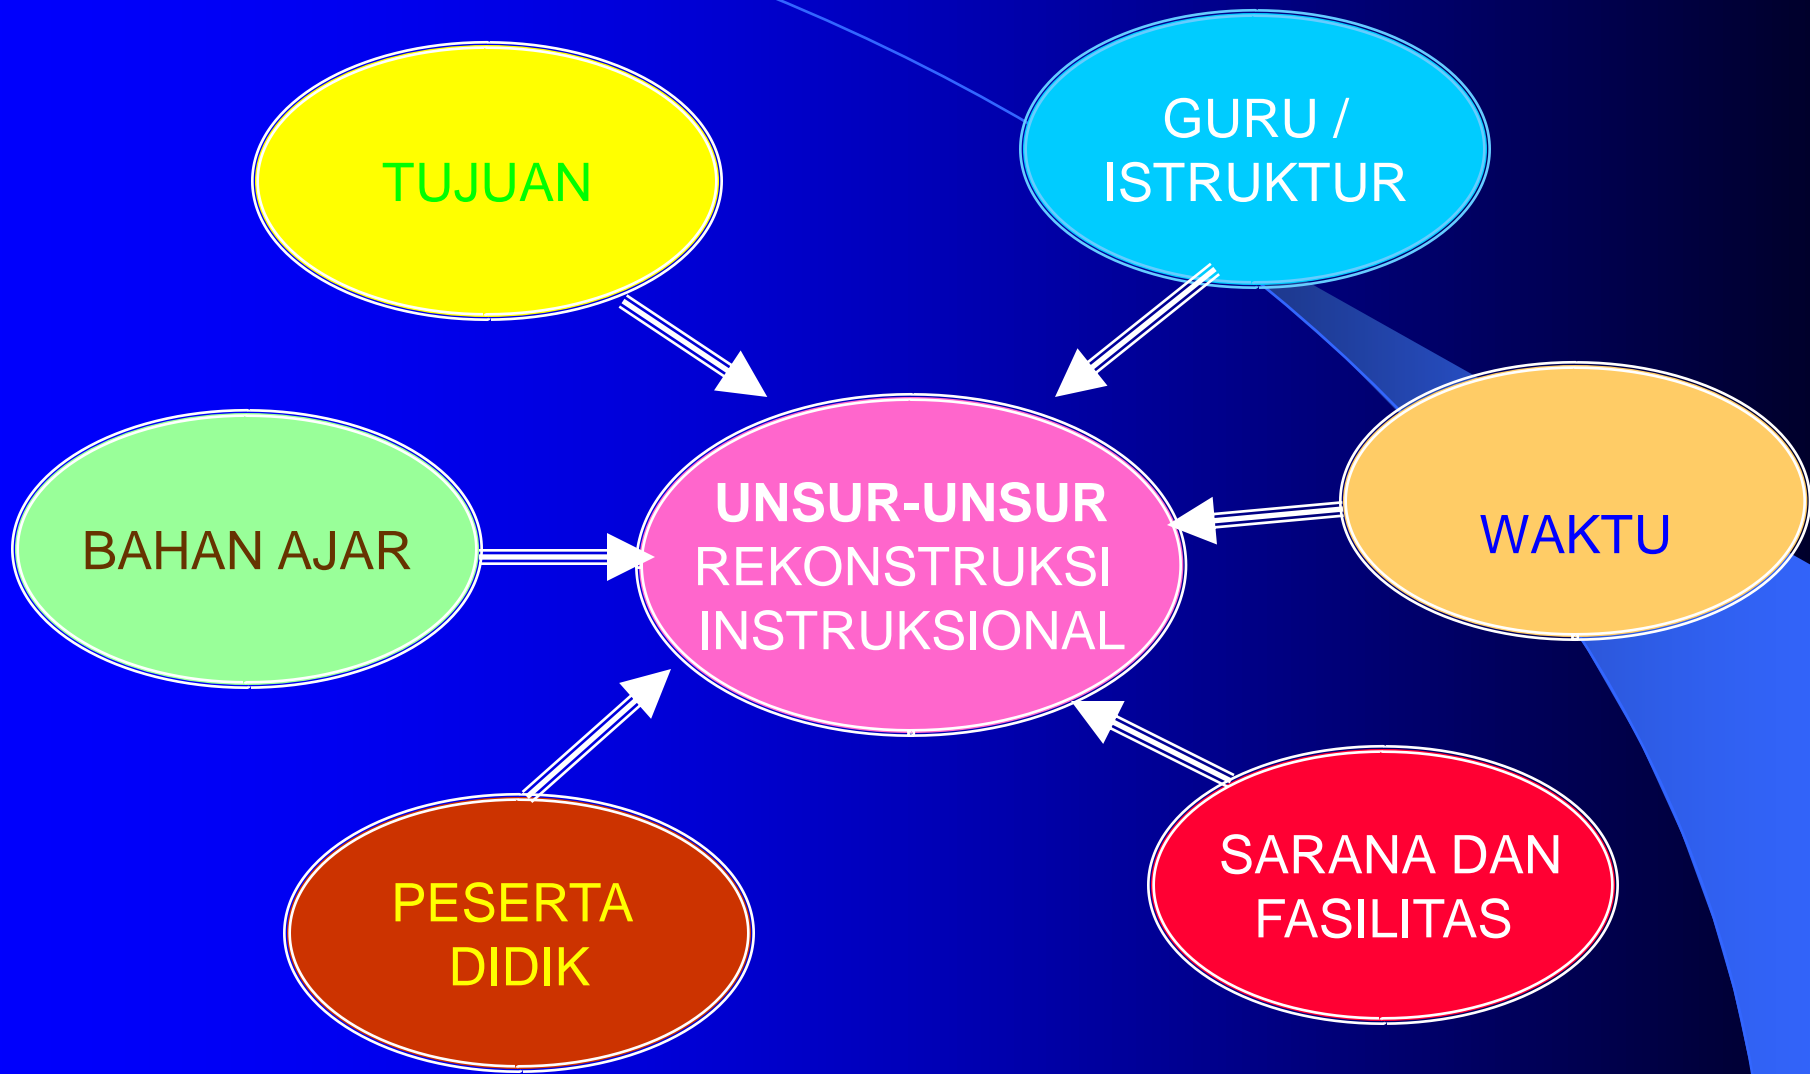 TUJUAN
GURU /
ISTRUKTUR
BAHAN AJAR
UNSUR-UNSUR
REKONSTRUKSI
INSTRUKSIONAL
WAKTU
PESERTA
DIDIK
SARANA DAN
FASILITAS